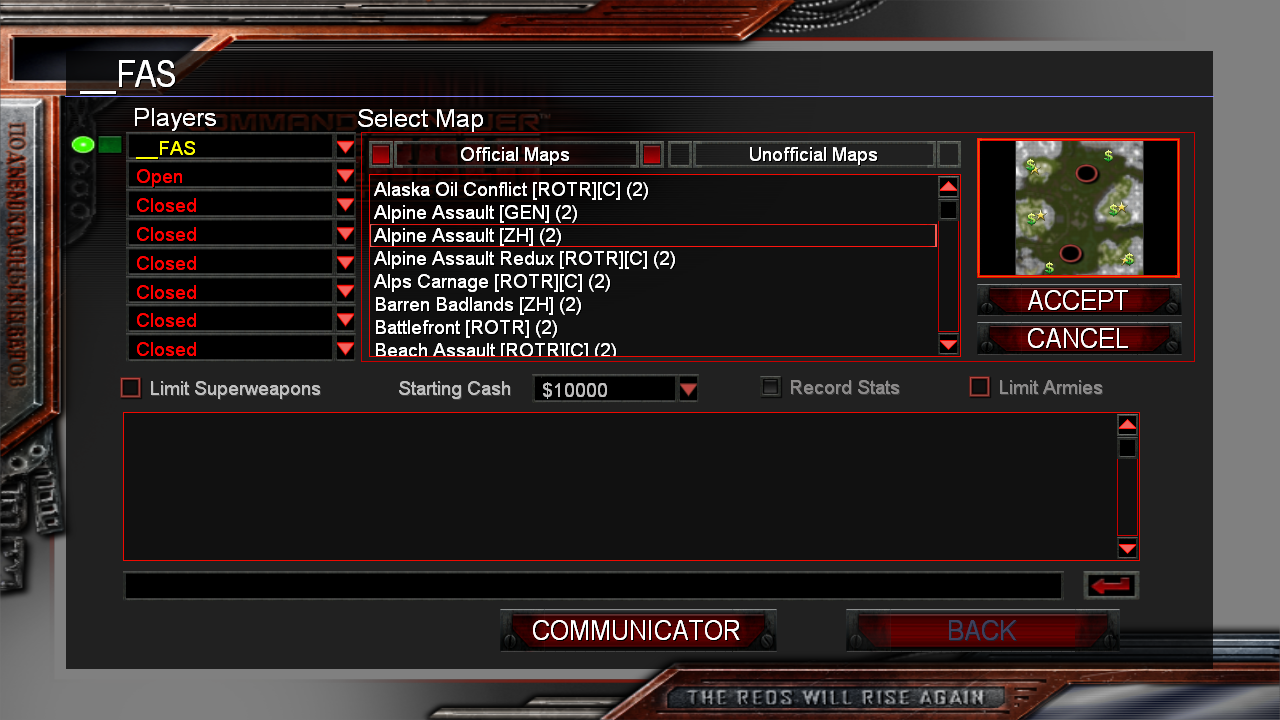 __FAS
Players
Select Map
__FAS
Open
Closed
Closed
Closed
Closed
Closed
Closed
Official Maps
Unofficial Maps
Alaska Oil Conflict [ROTR][C] (2)
Alpine Assault [GEN] (2)
Alpine Assault [ZH] (2)
Alpine Assault Redux [ROTR][C] (2)
Alps Carnage [ROTR][C] (2)
Barren Badlands [ZH] (2)
Battlefront [ROTR] (2)
Beach Assault [ROTR][C] (2)
ACCEPT
CANCEL
Limit Superweapons
Starting Cash
$10000
Record Stats
Limit Armies
COMMUNICATOR
BACK
THE REDS WILL RISE AGAIN